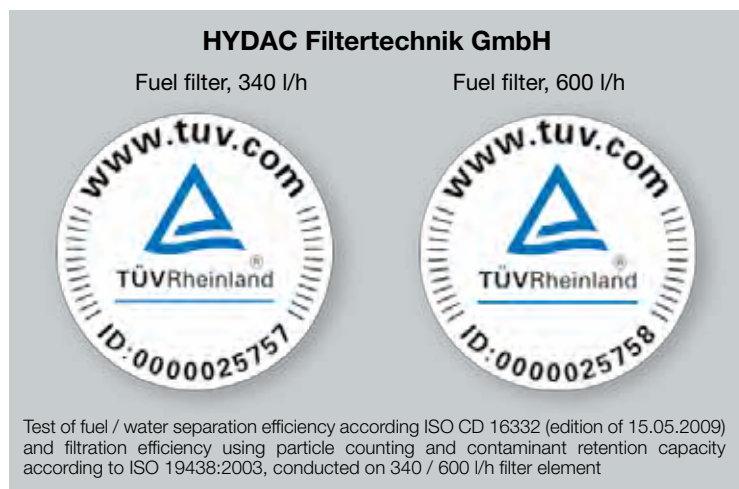 HYDAC Filtertechnik GmbH
Fuel filter, 340 l/h
Fuel filter, 600 l/h
www.tuv.com
TÜVRheinland®
ID:0000025757
www.tuv.com
TÜVRheinland®
ID:0000025758
Test of fuel / water separation efficiency according ISO CD 16332 (edition of 15.05.2009)
and filtration efficiency using particle counting and contaminant retention capacity
according to ISO 19438:2003, conducted on 340 / 600 l/h filter element